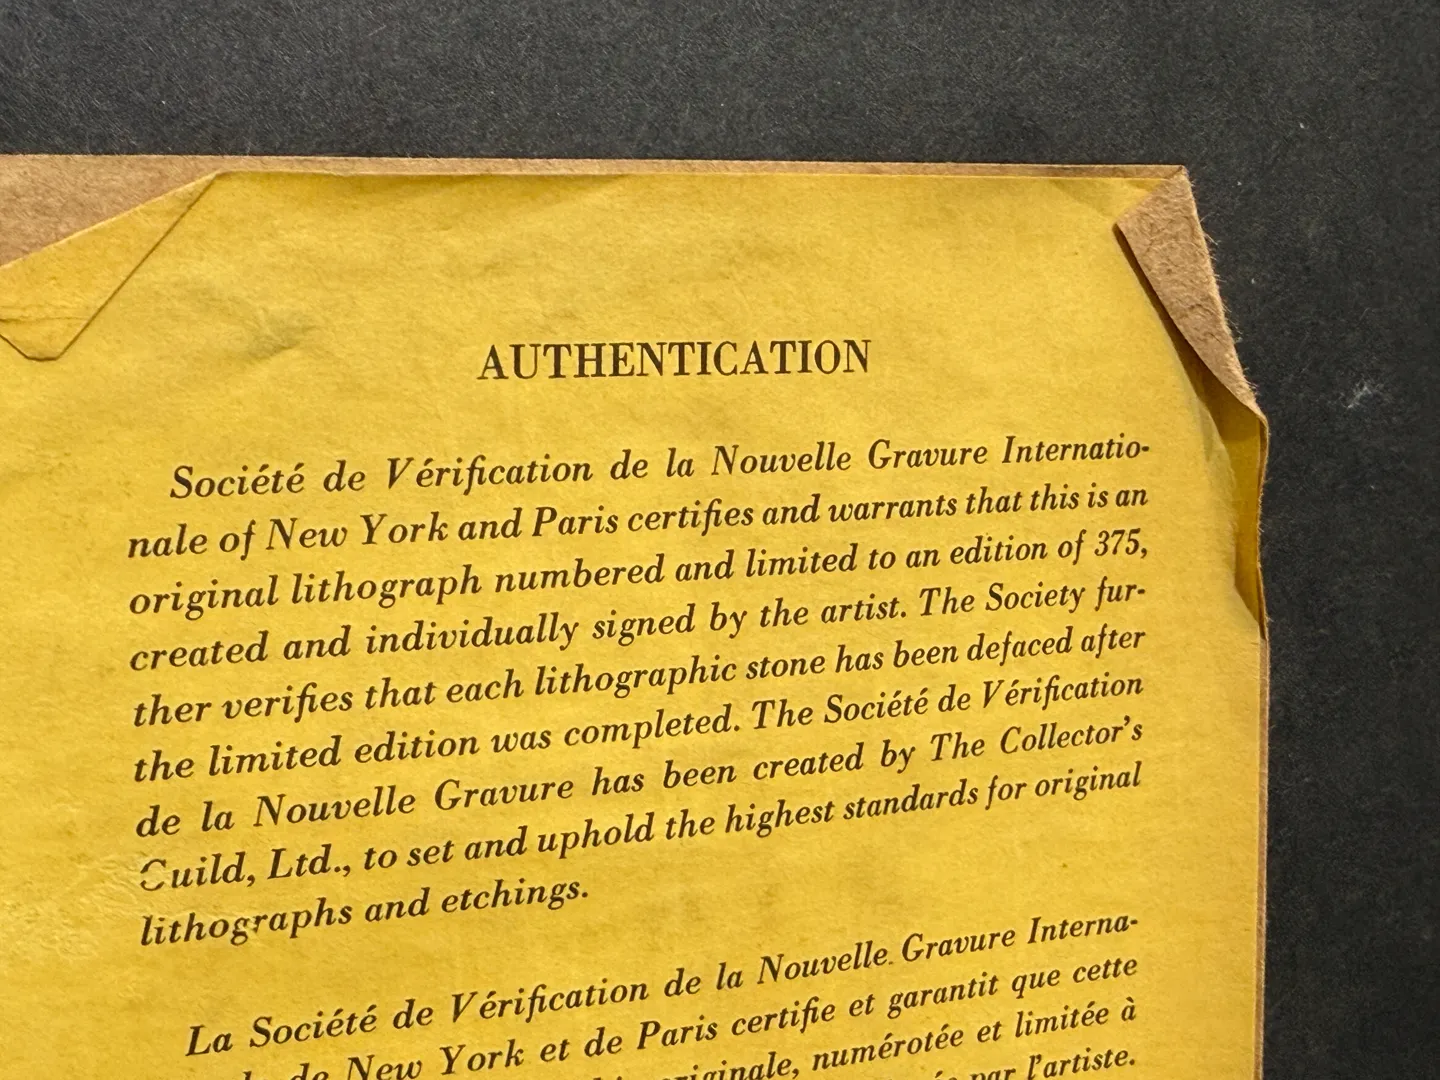 AUTHENTICATION
Société de Vérification de la Nouvelle Gravure Internatio-
nale of New York and Paris certifies and warrants that this is an
original lithograph numbered and limited to an edition of 375,
created and individually signed by the artist. The Society fur-
ther verifies that each lithographic stone has been defaced after
the limited edition was completed. The Société de Vérification
de la Nouvelle Gravure has been created by The Collector's
Guild, Ltd., to set and uphold the highest standards for original
lithographs and etchings.
La Société de Vérification de la Nouvelle Gravure Interna-
de New York et de Paris certifie et garantit que cette
originale, numérotée et limitée à
par l'artiste.